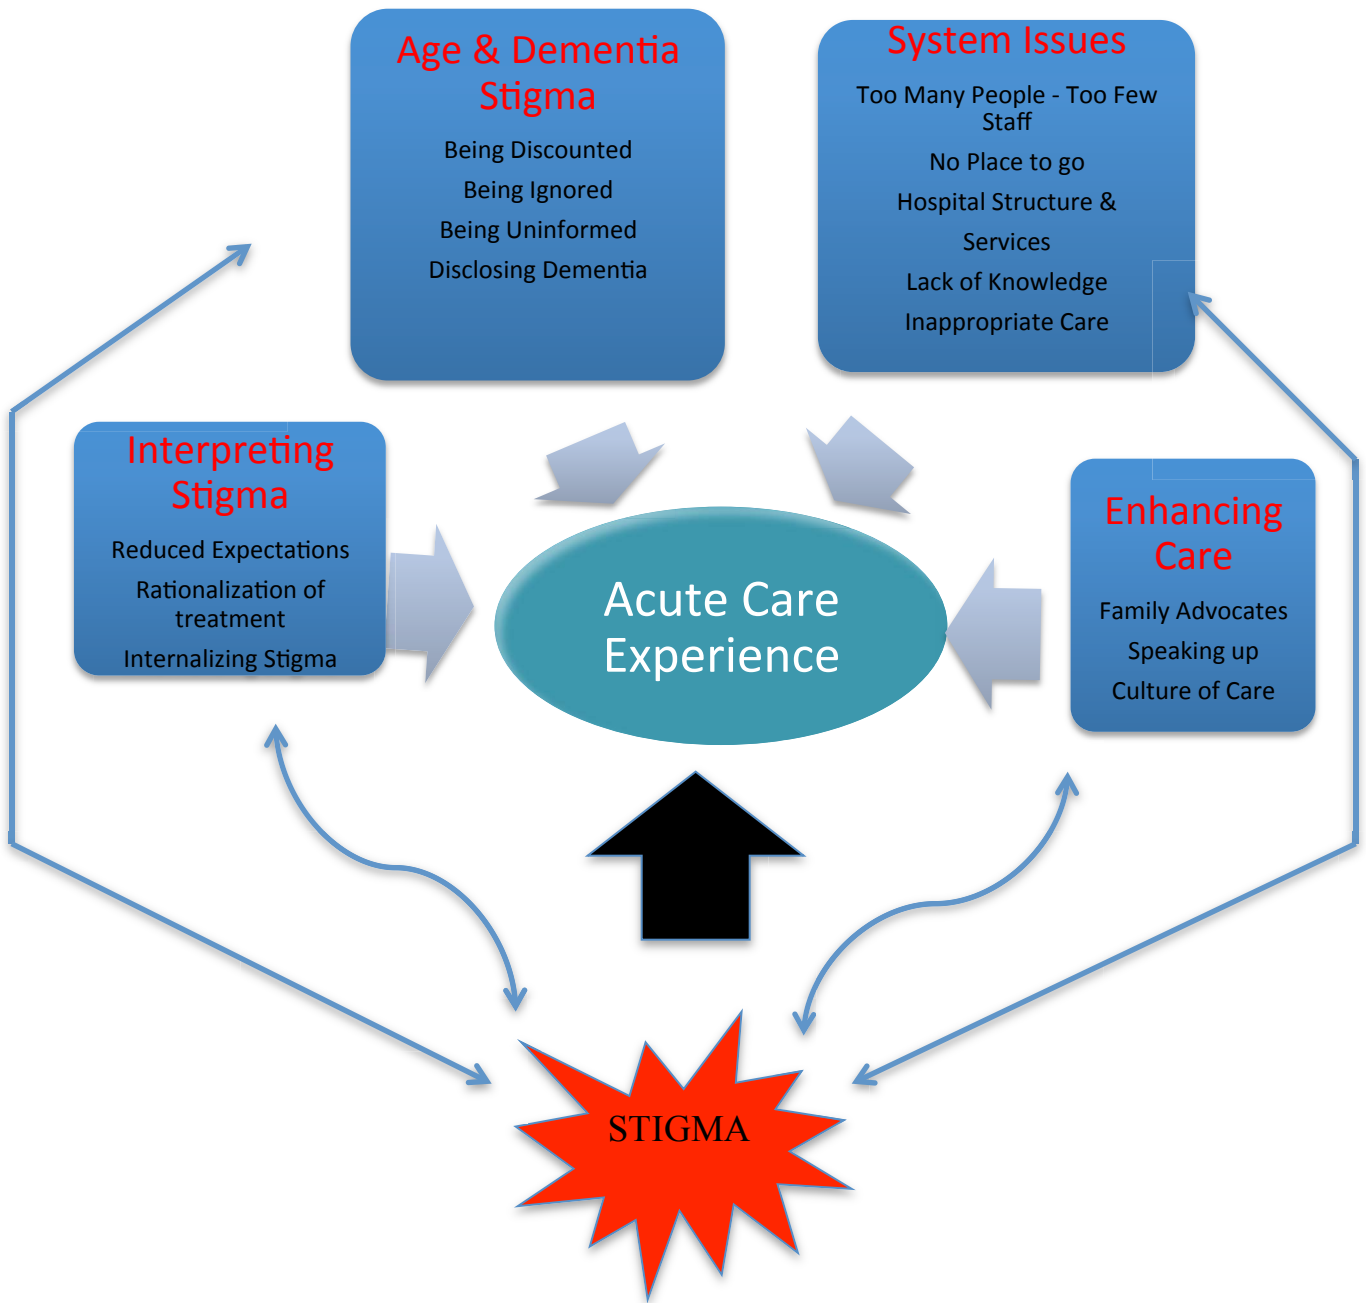 Age & Dementia
Stigma
Being Discounted
Being Ignored
Being Uninformed
Disclosing Dementia
System Issues
Too Many People - Too Few
Staff
No Place to go
Hospital Structure &
Services
Lack of Knowledge
Inappropriate Care
Interpreting
Stigma
Reduced Expectations
Rationalization of
treatment
Internalizing Stigma
Acute Care
Experience
Enhancing
Care
Family Advocates
Speaking up
Culture of Care
STIGMA